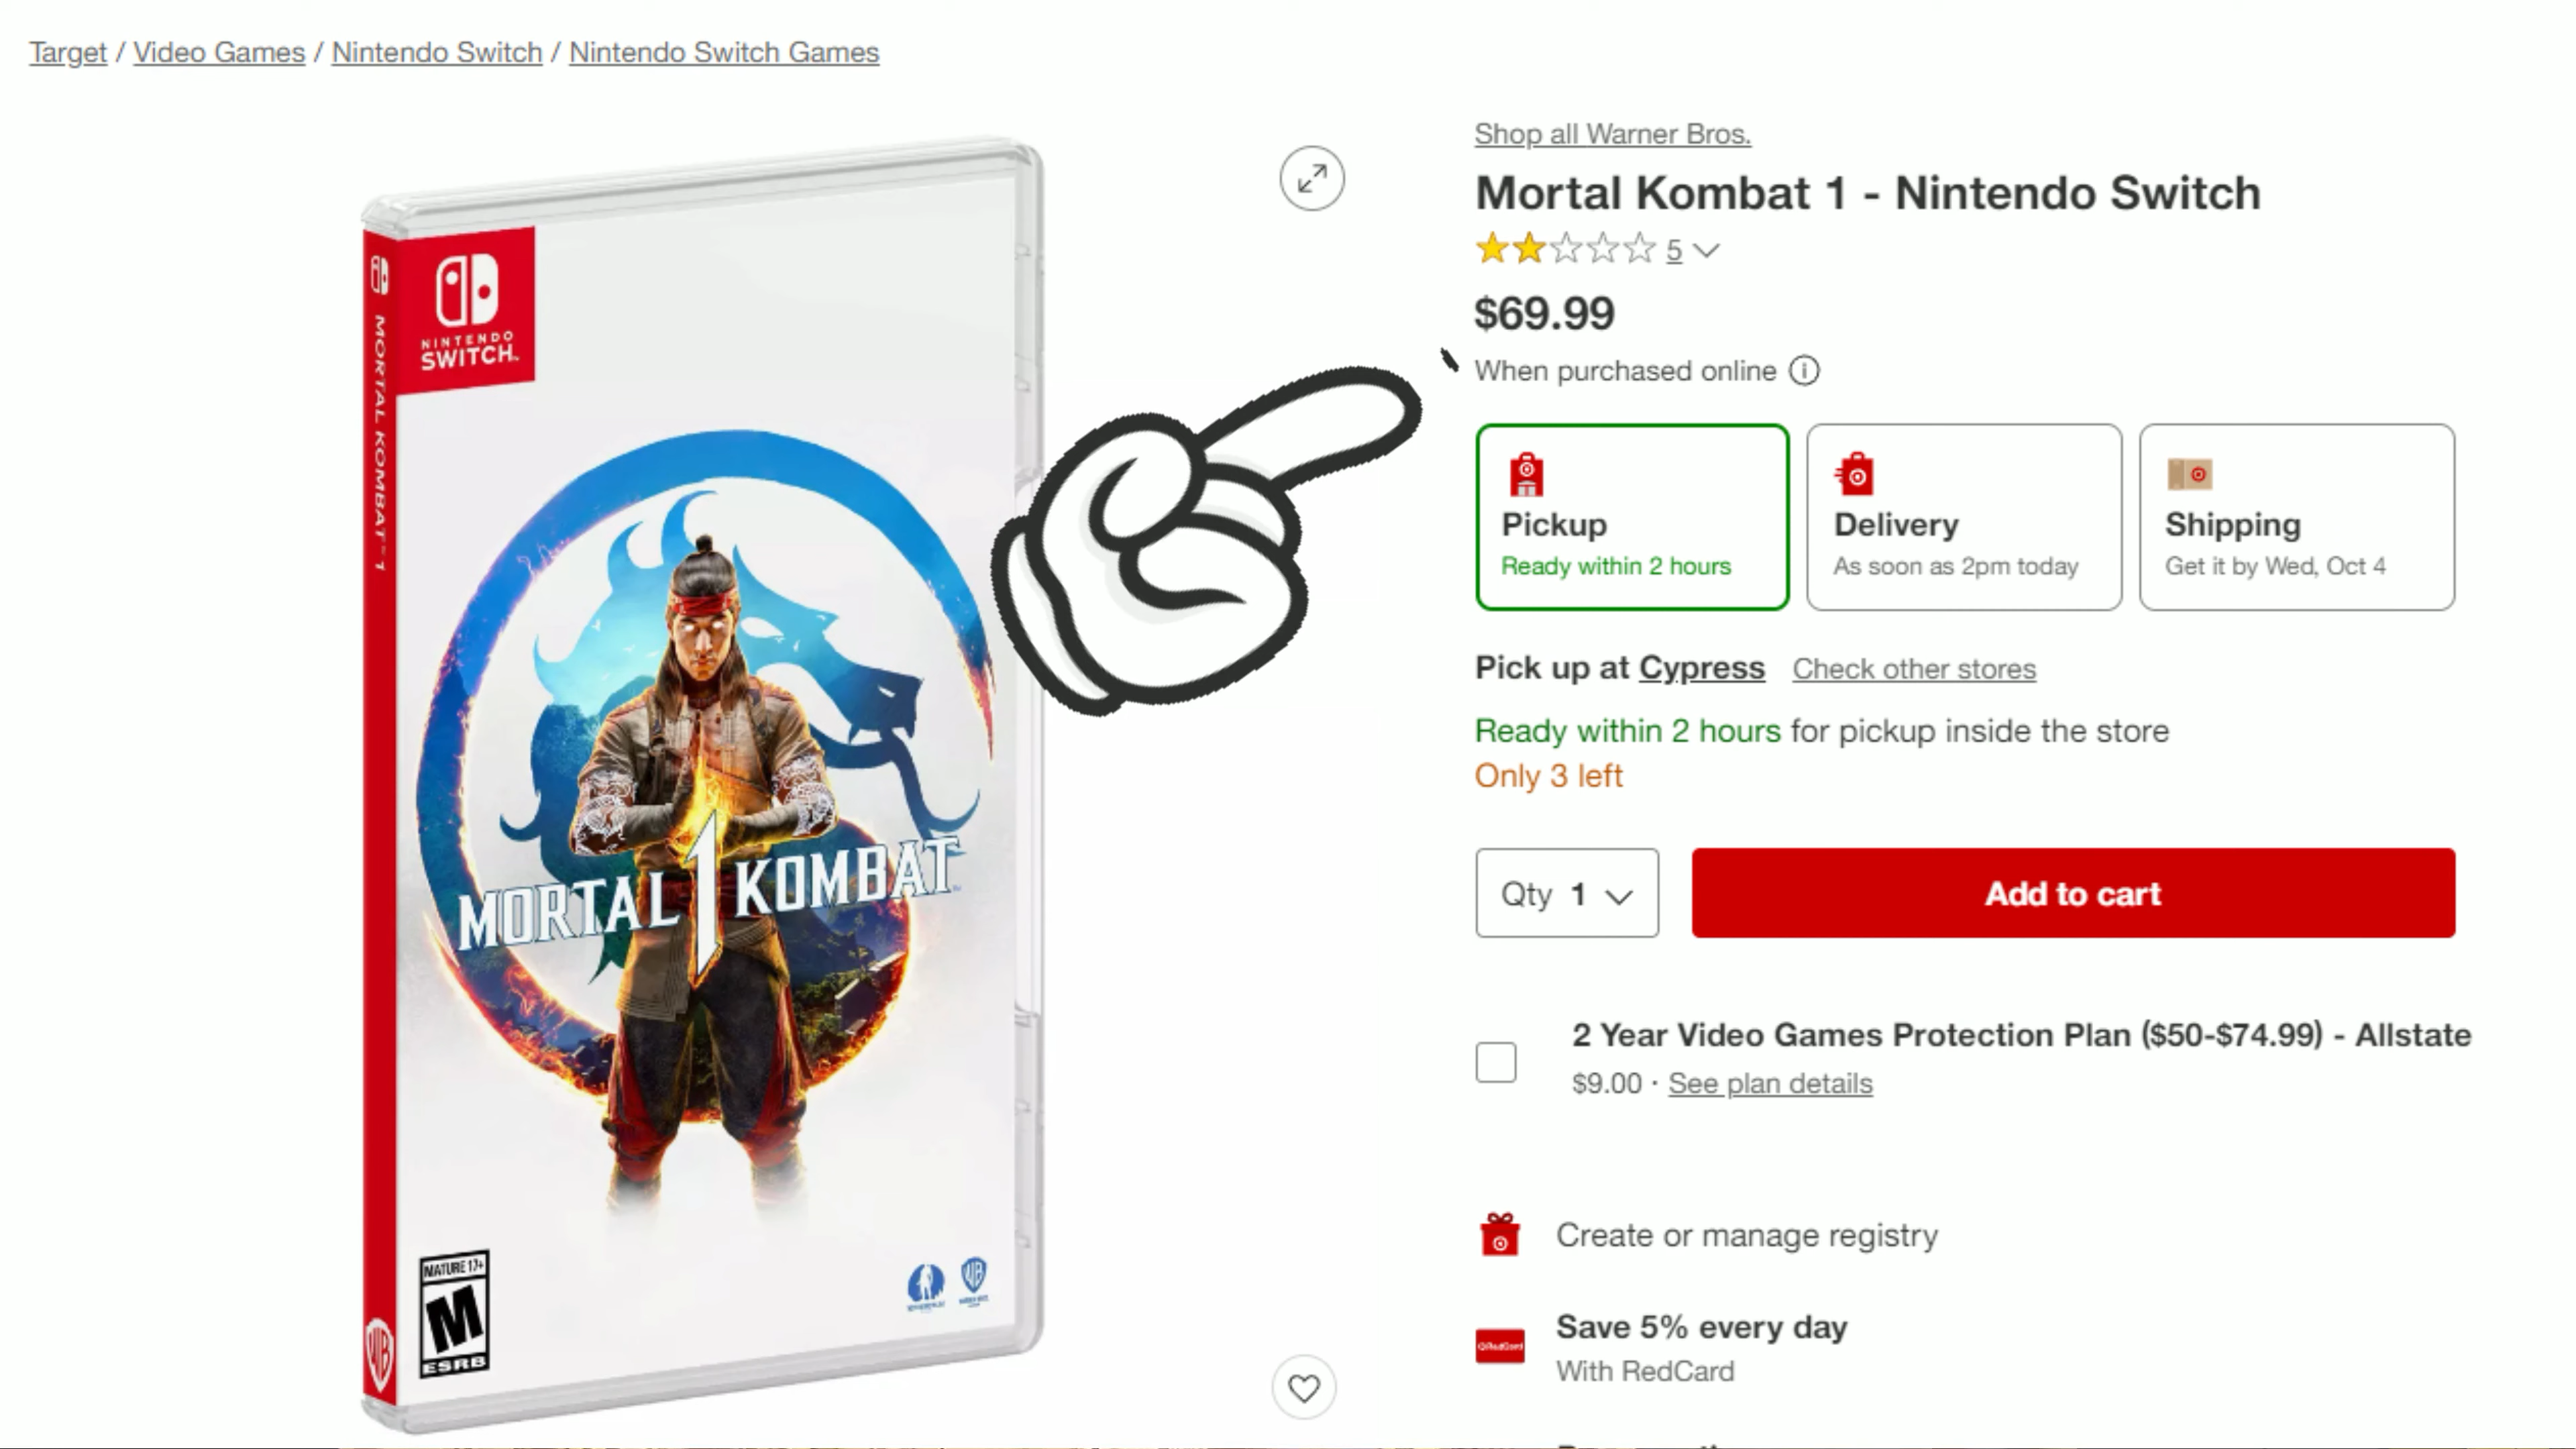 Target / Video Games / Nintendo Switch / Nintendo Switch Games
NINTENDO
SWITCH™
MORTAL KOMBAT™ 1
MORTAL 1 KOMBAT™
MATURE 17+
M
ESRB
WB
Shop all Warner Bros.
Mortal Kombat 1 - Nintendo Switch
5
$69.99
When purchased online
Pickup
Ready within 2 hours
Delivery
As soon as 2pm today
Shipping
Get it by Wed, Oct 4
Pick up at Cypress Check other stores
Ready within 2 hours for pickup inside the store
Only 3 left
Qty 1
Add to cart
2 Year Video Games Protection Plan ($50-$74.99) - Allstate
$9.00 · See plan details
Create or manage registry
RedCard
Save 5% every day
With RedCard